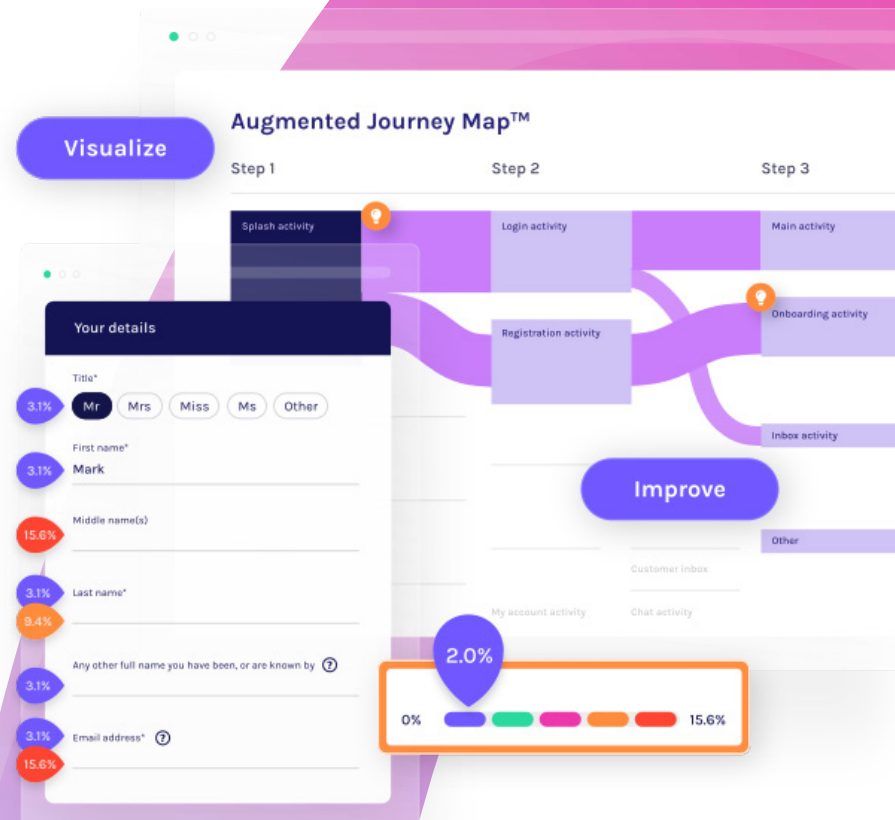 Augmented Journey Map™
Visualize
Step 1 Step 2 Step 3
Splash activity
Login activity
Main activity
Onboarding activity
Registration activity
Inbox activity
Improve
Other
Customer inbox
My account activity
Chat activity
Your details
Title*
3.1%
Mr Mrs Miss Ms Other
First name*
3.1%
Mark
Middle name(s)
15.6%
3.1%
Last name*
9.4%
Any other full name you have been, or are known by ?
3.1%
3.1%
Email address* ?
15.6%
2.0%
0% 15.6%